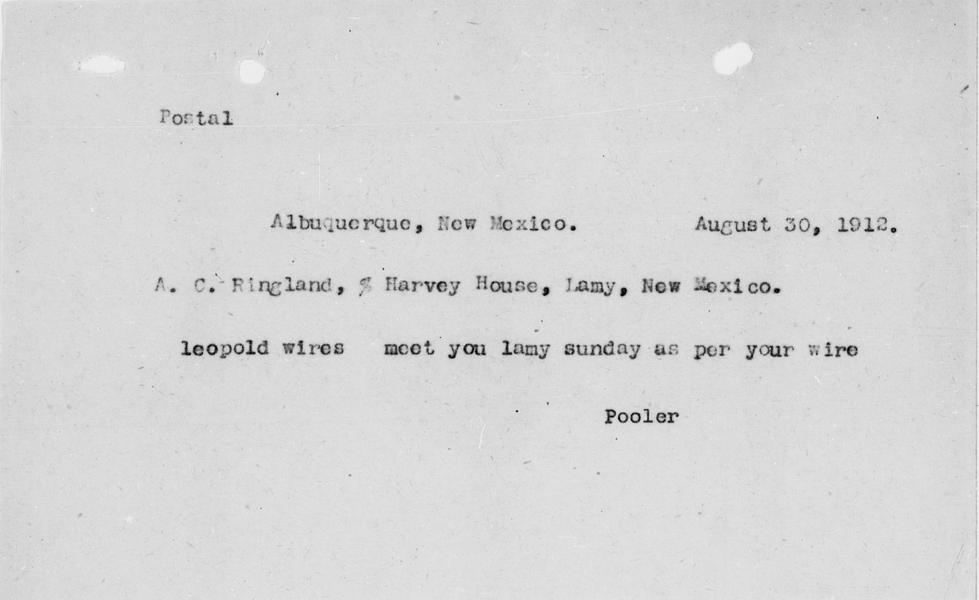 Postal
Albuquerque, New Mexico. August 30, 1912.
A. C. Ringland, % Harvey House, Lamy, New Mexico.
leopold wires meet you lamy sunday as per your wire
Pooler